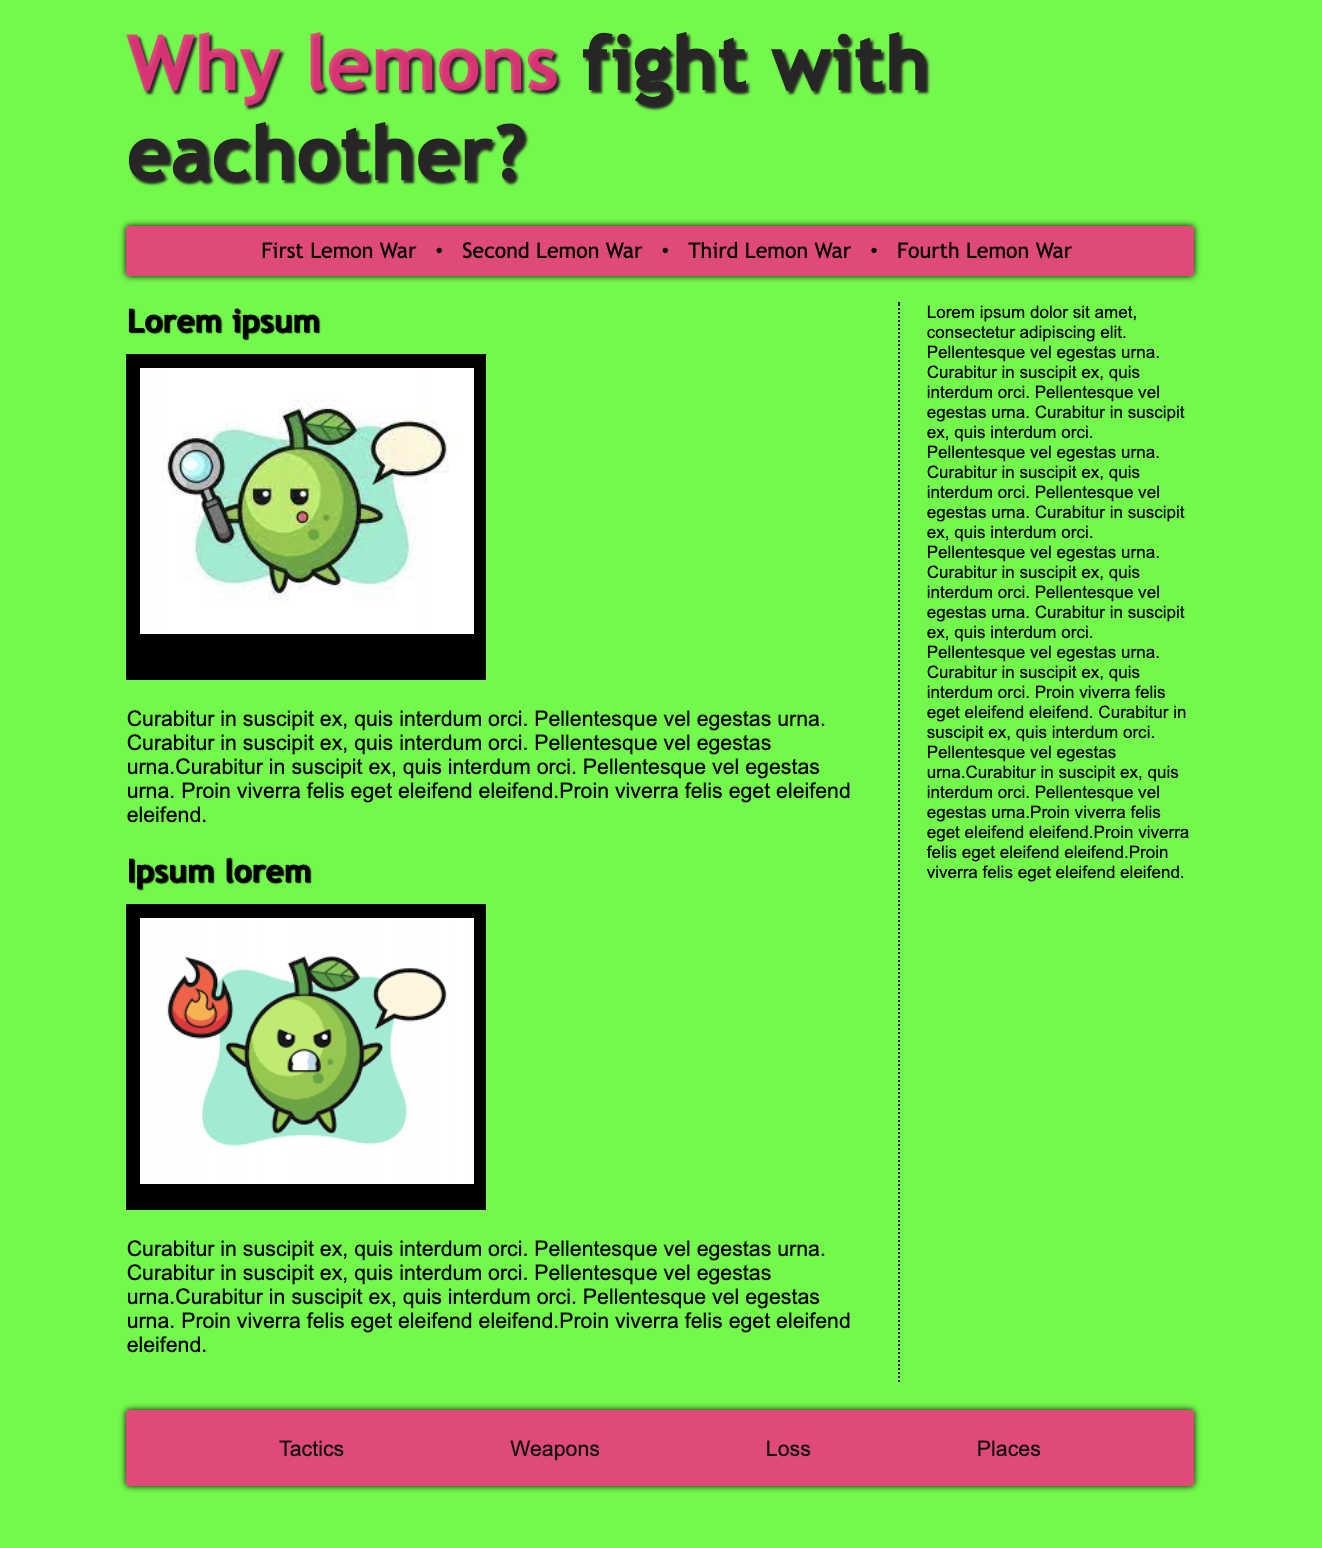 Why lemons fight with
eachother?
First Lemon War • Second Lemon War • Third Lemon War • Fourth Lemon War
Lorem ipsum
Curabitur in suscipit ex, quis interdum orci. Pellentesque vel egestas urna.
Curabitur in suscipit ex, quis interdum orci. Pellentesque vel egestas
urna.Curabitur in suscipit ex, quis interdum orci. Pellentesque vel egestas
urna. Proin viverra felis eget eleifend eleifend.Proin viverra felis eget eleifend
eleifend.
Ipsum lorem
Curabitur in suscipit ex, quis interdum orci. Pellentesque vel egestas urna.
Curabitur in suscipit ex, quis interdum orci. Pellentesque vel egestas
urna.Curabitur in suscipit ex, quis interdum orci. Pellentesque vel egestas
urna. Proin viverra felis eget eleifend eleifend.Proin viverra felis eget eleifend
eleifend.
Lorem ipsum dolor sit amet,
consectetur adipiscing elit.
Pellentesque vel egestas urna.
Curabitur in suscipit ex, quis
interdum orci. Pellentesque vel
egestas urna. Curabitur in suscipit
ex, quis interdum orci.
Pellentesque vel egestas urna.
Curabitur in suscipit ex, quis
interdum orci. Pellentesque vel
egestas urna. Curabitur in suscipit
ex, quis interdum orci.
Pellentesque vel egestas urna.
Curabitur in suscipit ex, quis
interdum orci. Pellentesque vel
egestas urna. Curabitur in suscipit
ex, quis interdum orci.
Pellentesque vel egestas urna.
Curabitur in suscipit ex, quis
interdum orci. Proin viverra felis
eget eleifend eleifend. Curabitur in
suscipit ex, quis interdum orci.
Pellentesque vel egestas
urna.Curabitur in suscipit ex, quis
interdum orci. Pellentesque vel
egestas urna.Proin viverra felis
eget eleifend eleifend.Proin viverra
felis eget eleifend eleifend.Proin
viverra felis eget eleifend eleifend.
Tactics Weapons Loss Places